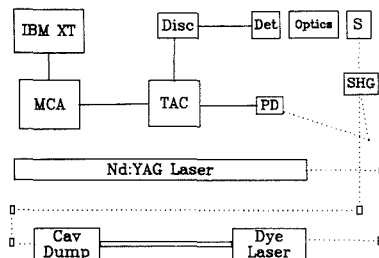 IBM XT
Disc
Det
Optics
S
SHG
MCA
TAC
PD
Nd:YAG Laser
Cav
Dump
Dye
Laser